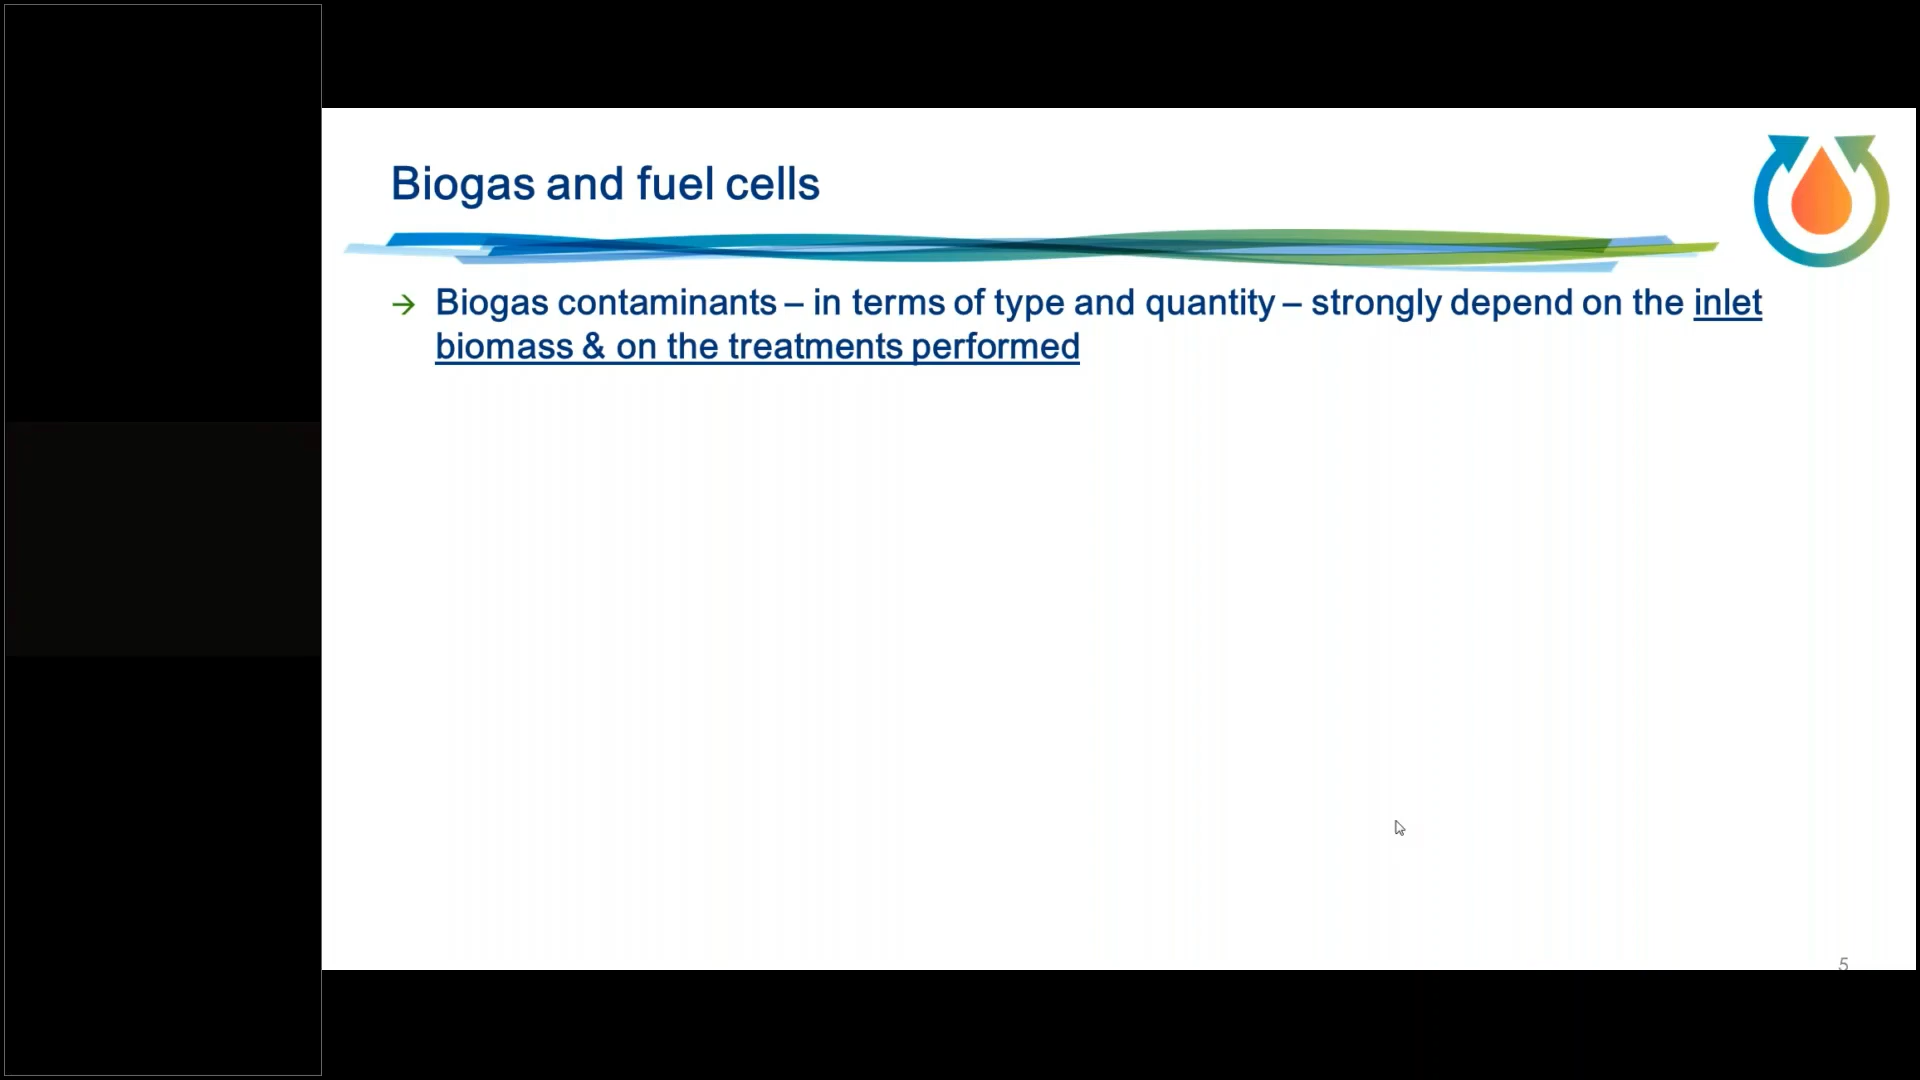 Biogas and fuel cells
→ Biogas contaminants – in terms of type and quantity – strongly depend on the inlet
biomass & on the treatments performed
5